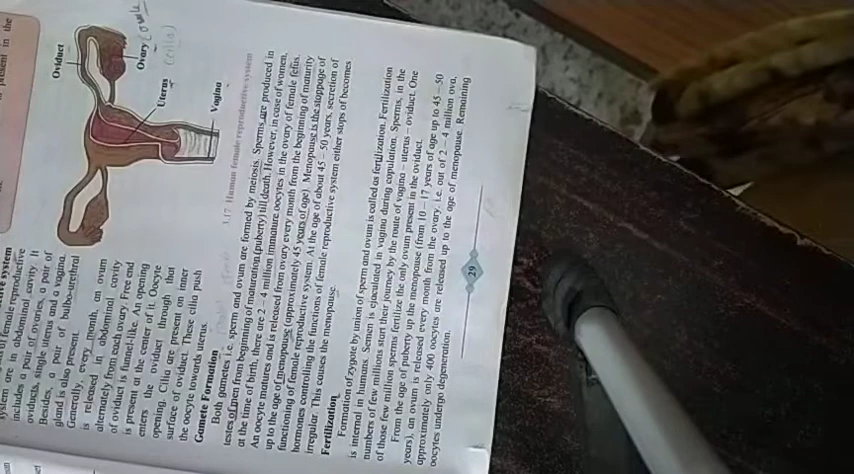 present in the
system are
of female reproductive
in abdominal cavity. It
includes a pair of ovaries, a pair of
oviducts, single uterus and a vagina.
Besides, a pair of bulbo-urethral
gland is also present.
Generally, every month, an ovum
is released in abdominal cavity
alternately from each ovary. Free end
of oviduct is funnel-like. An opening
is present at the center of it. Oocyte
enters the oviduct through that
opening. Cilia are present on inner
surface of oviduct. These cilia push
the oocyte towards uterus.
Oviduct
Ovary
(cilia)
Uterus
Vagina
3.17 Human female reproductive system
Gamete Formation
Both gametes i.e. sperm and ovum are formed by meiosis. Sperms are produced in
testes of men from beginning of maturation (puberty) till death. However, in case of women,
at the time of birth, there are 2 – 4 million immature oocytes in the ovary of female fetus.
An oocyte matures and is released from ovary every month from the beginning of maturity
up to the age of menopause (approximately 45 years of age). Menopause is the stoppage of
functioning of female reproductive system. At the age of about 45 – 50 years, secretion of
hormones controlling the functions of female reproductive system either stops of becomes
irregular. This causes the menopause.
Fertilization
Formation of zygote by union of sperm and ovum is called as fertilization. Fertilization
is internal in humans. Semen is ejaculated in vagina during copulation. Sperms, in the
numbers of few millions start their journey by the route of vagina – uterus – oviduct. One
of those few million sperms fertilize the only ovum present in the oviduct.
From the age of puberty up the menopause (from 10 – 17 years of age up to 45 – 50
years), an ovum is released every month from the ovary. i.e. out of 2 – 4 million ova,
approximately only 400 oocytes are released up to the age of menopause. Remaining
oocytes undergo degeneration.
29